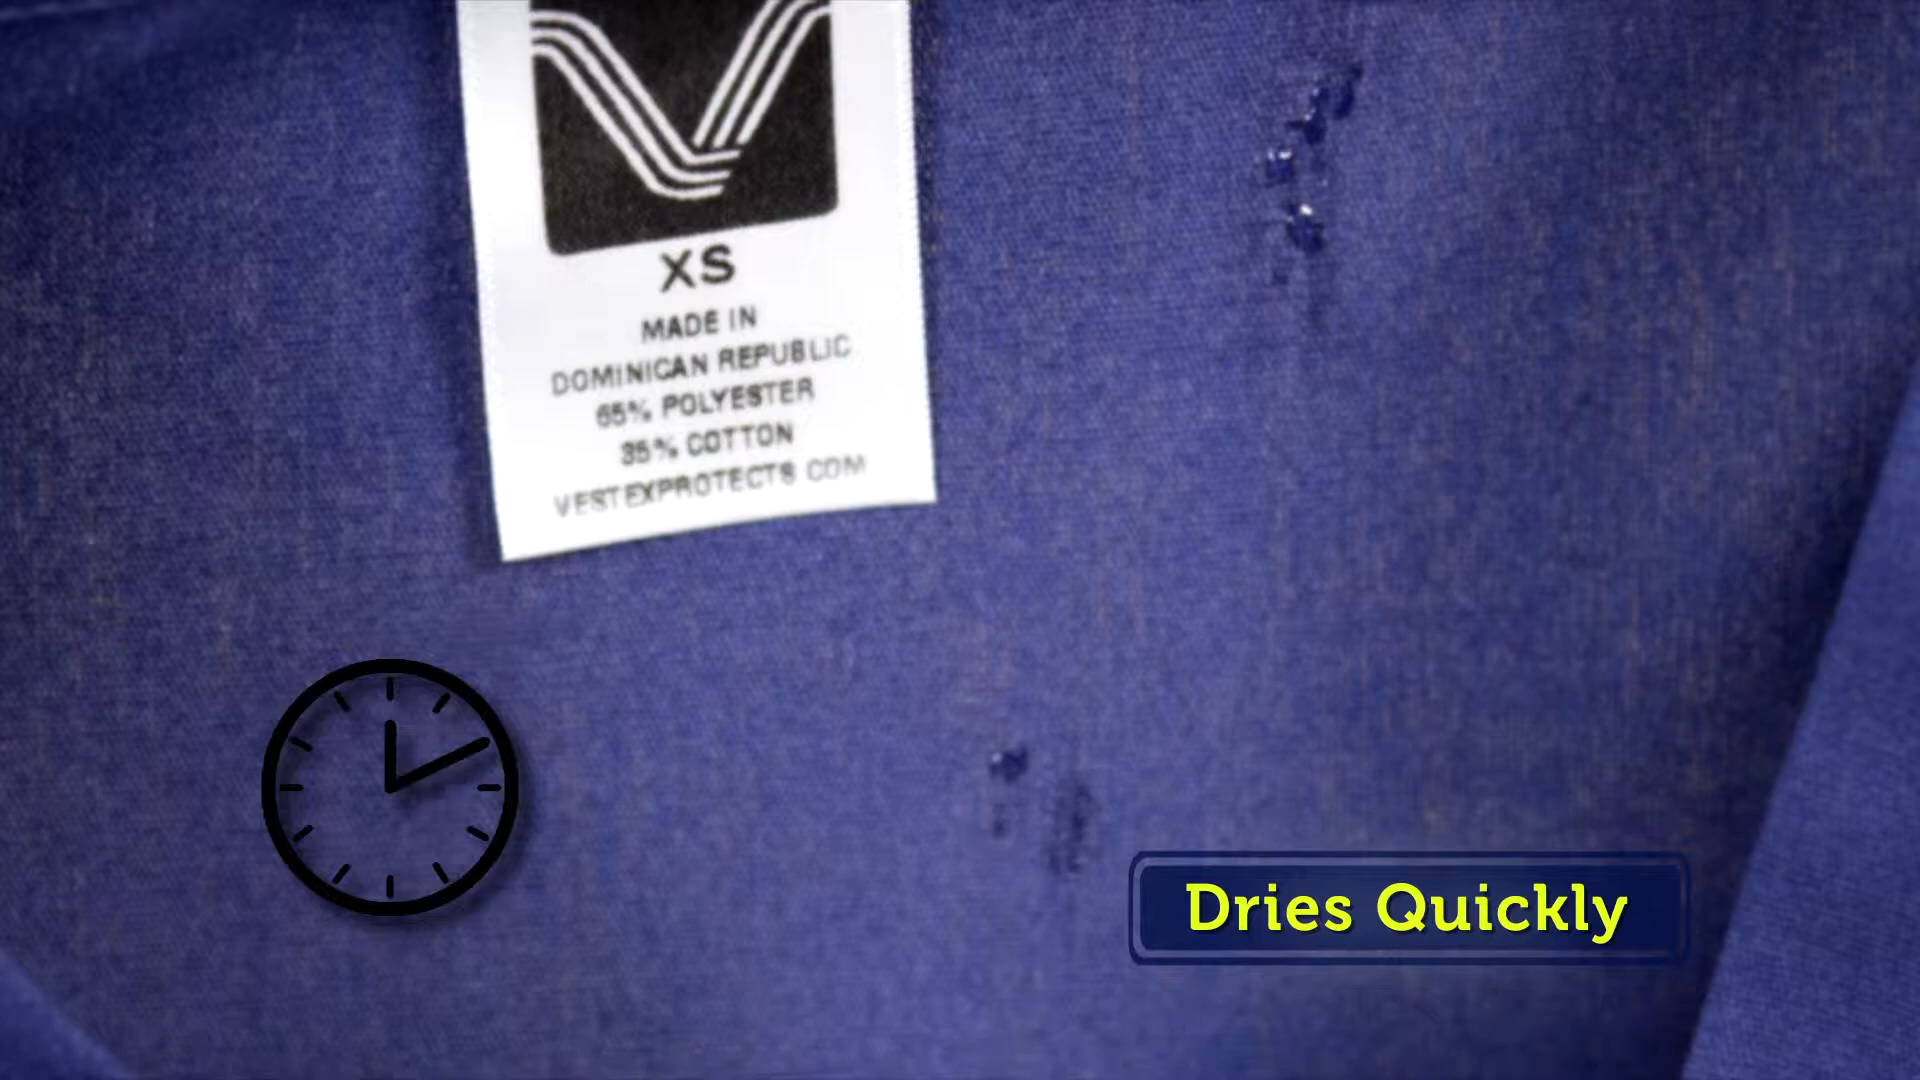 XS
MADE IN
DOMINICAN REPUBLIC
65% POLYESTER
35% COTTON
VESTEXPROTECTS.COM
Dries Quickly